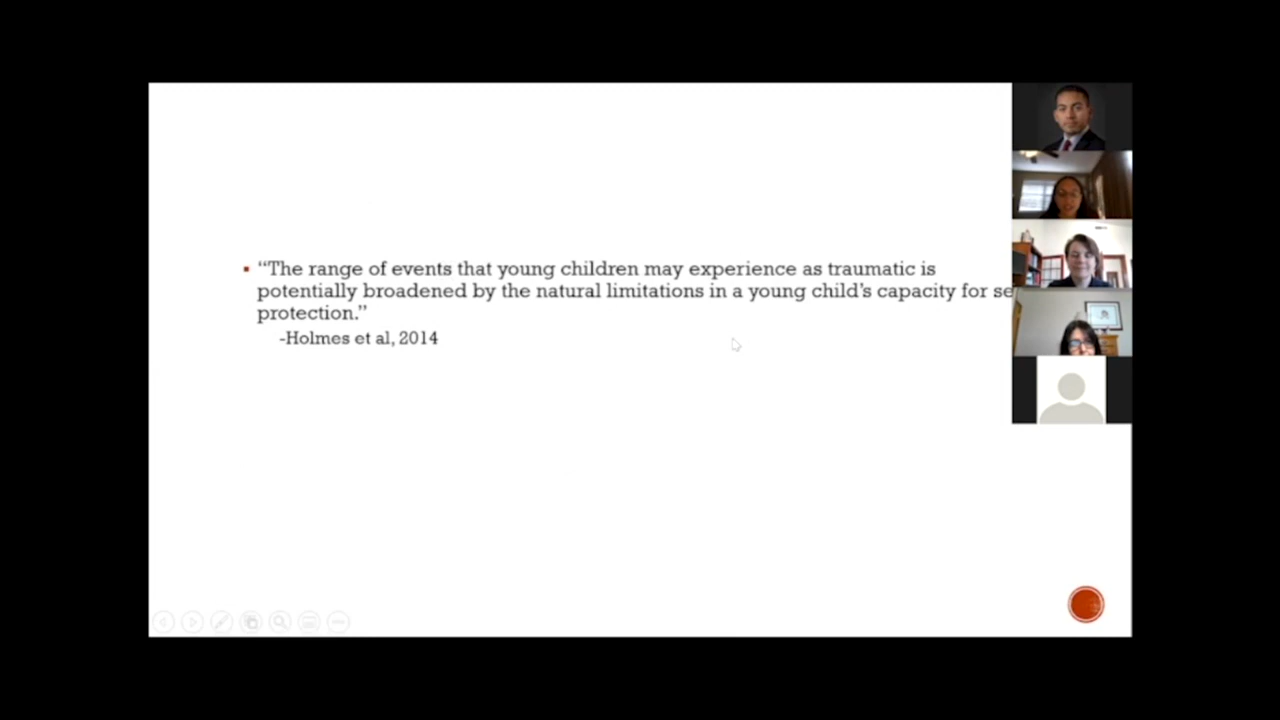 ▪ “The range of events that young children may experience as traumatic is
potentially broadened by the natural limitations in a young child’s capacity for se
protection.”
-Holmes et al, 2014